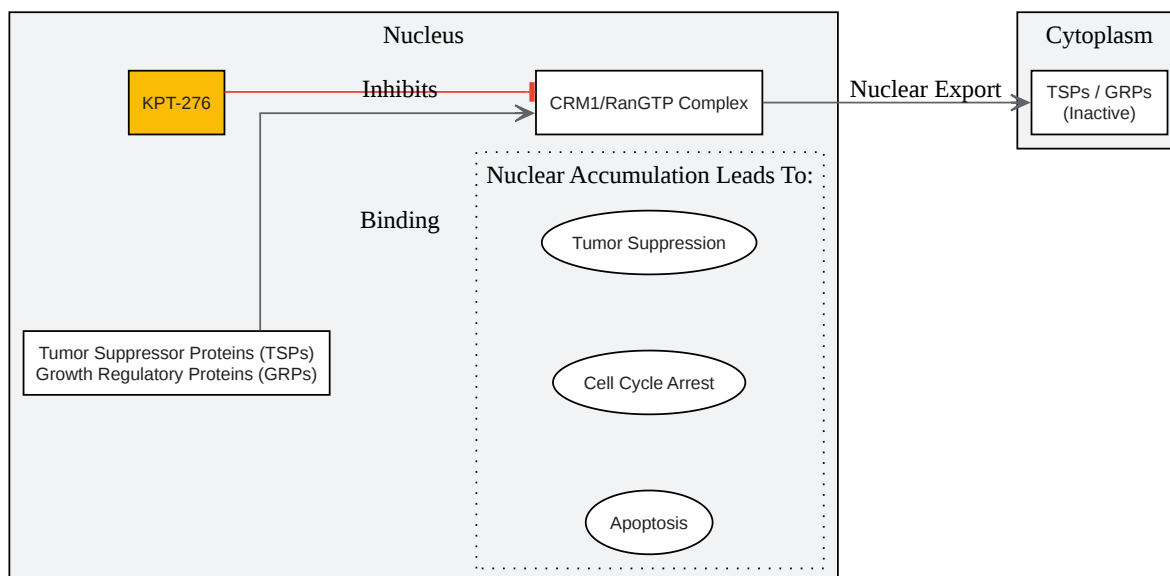 Nucleus
Cytoplasm
KPT-276
Inhibits
CRM1/RanGTP Complex
Nuclear Export
TSPs / GRPs
(Inactive)
Nuclear Accumulation Leads To:
Binding
Tumor Suppression
Tumor Suppressor Proteins (TSPs)
Growth Regulatory Proteins (GRPs)
Cell Cycle Arrest
Apoptosis